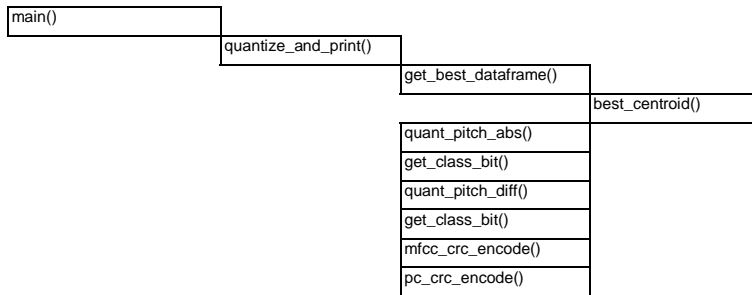 main()
quantize_and_print()
get_best_dataframe()
best_centroid()
quant_pitch_abs()
get_class_bit()
quant_pitch_diff()
get_class_bit()
mfcc_crc_encode()
pc_crc_encode()